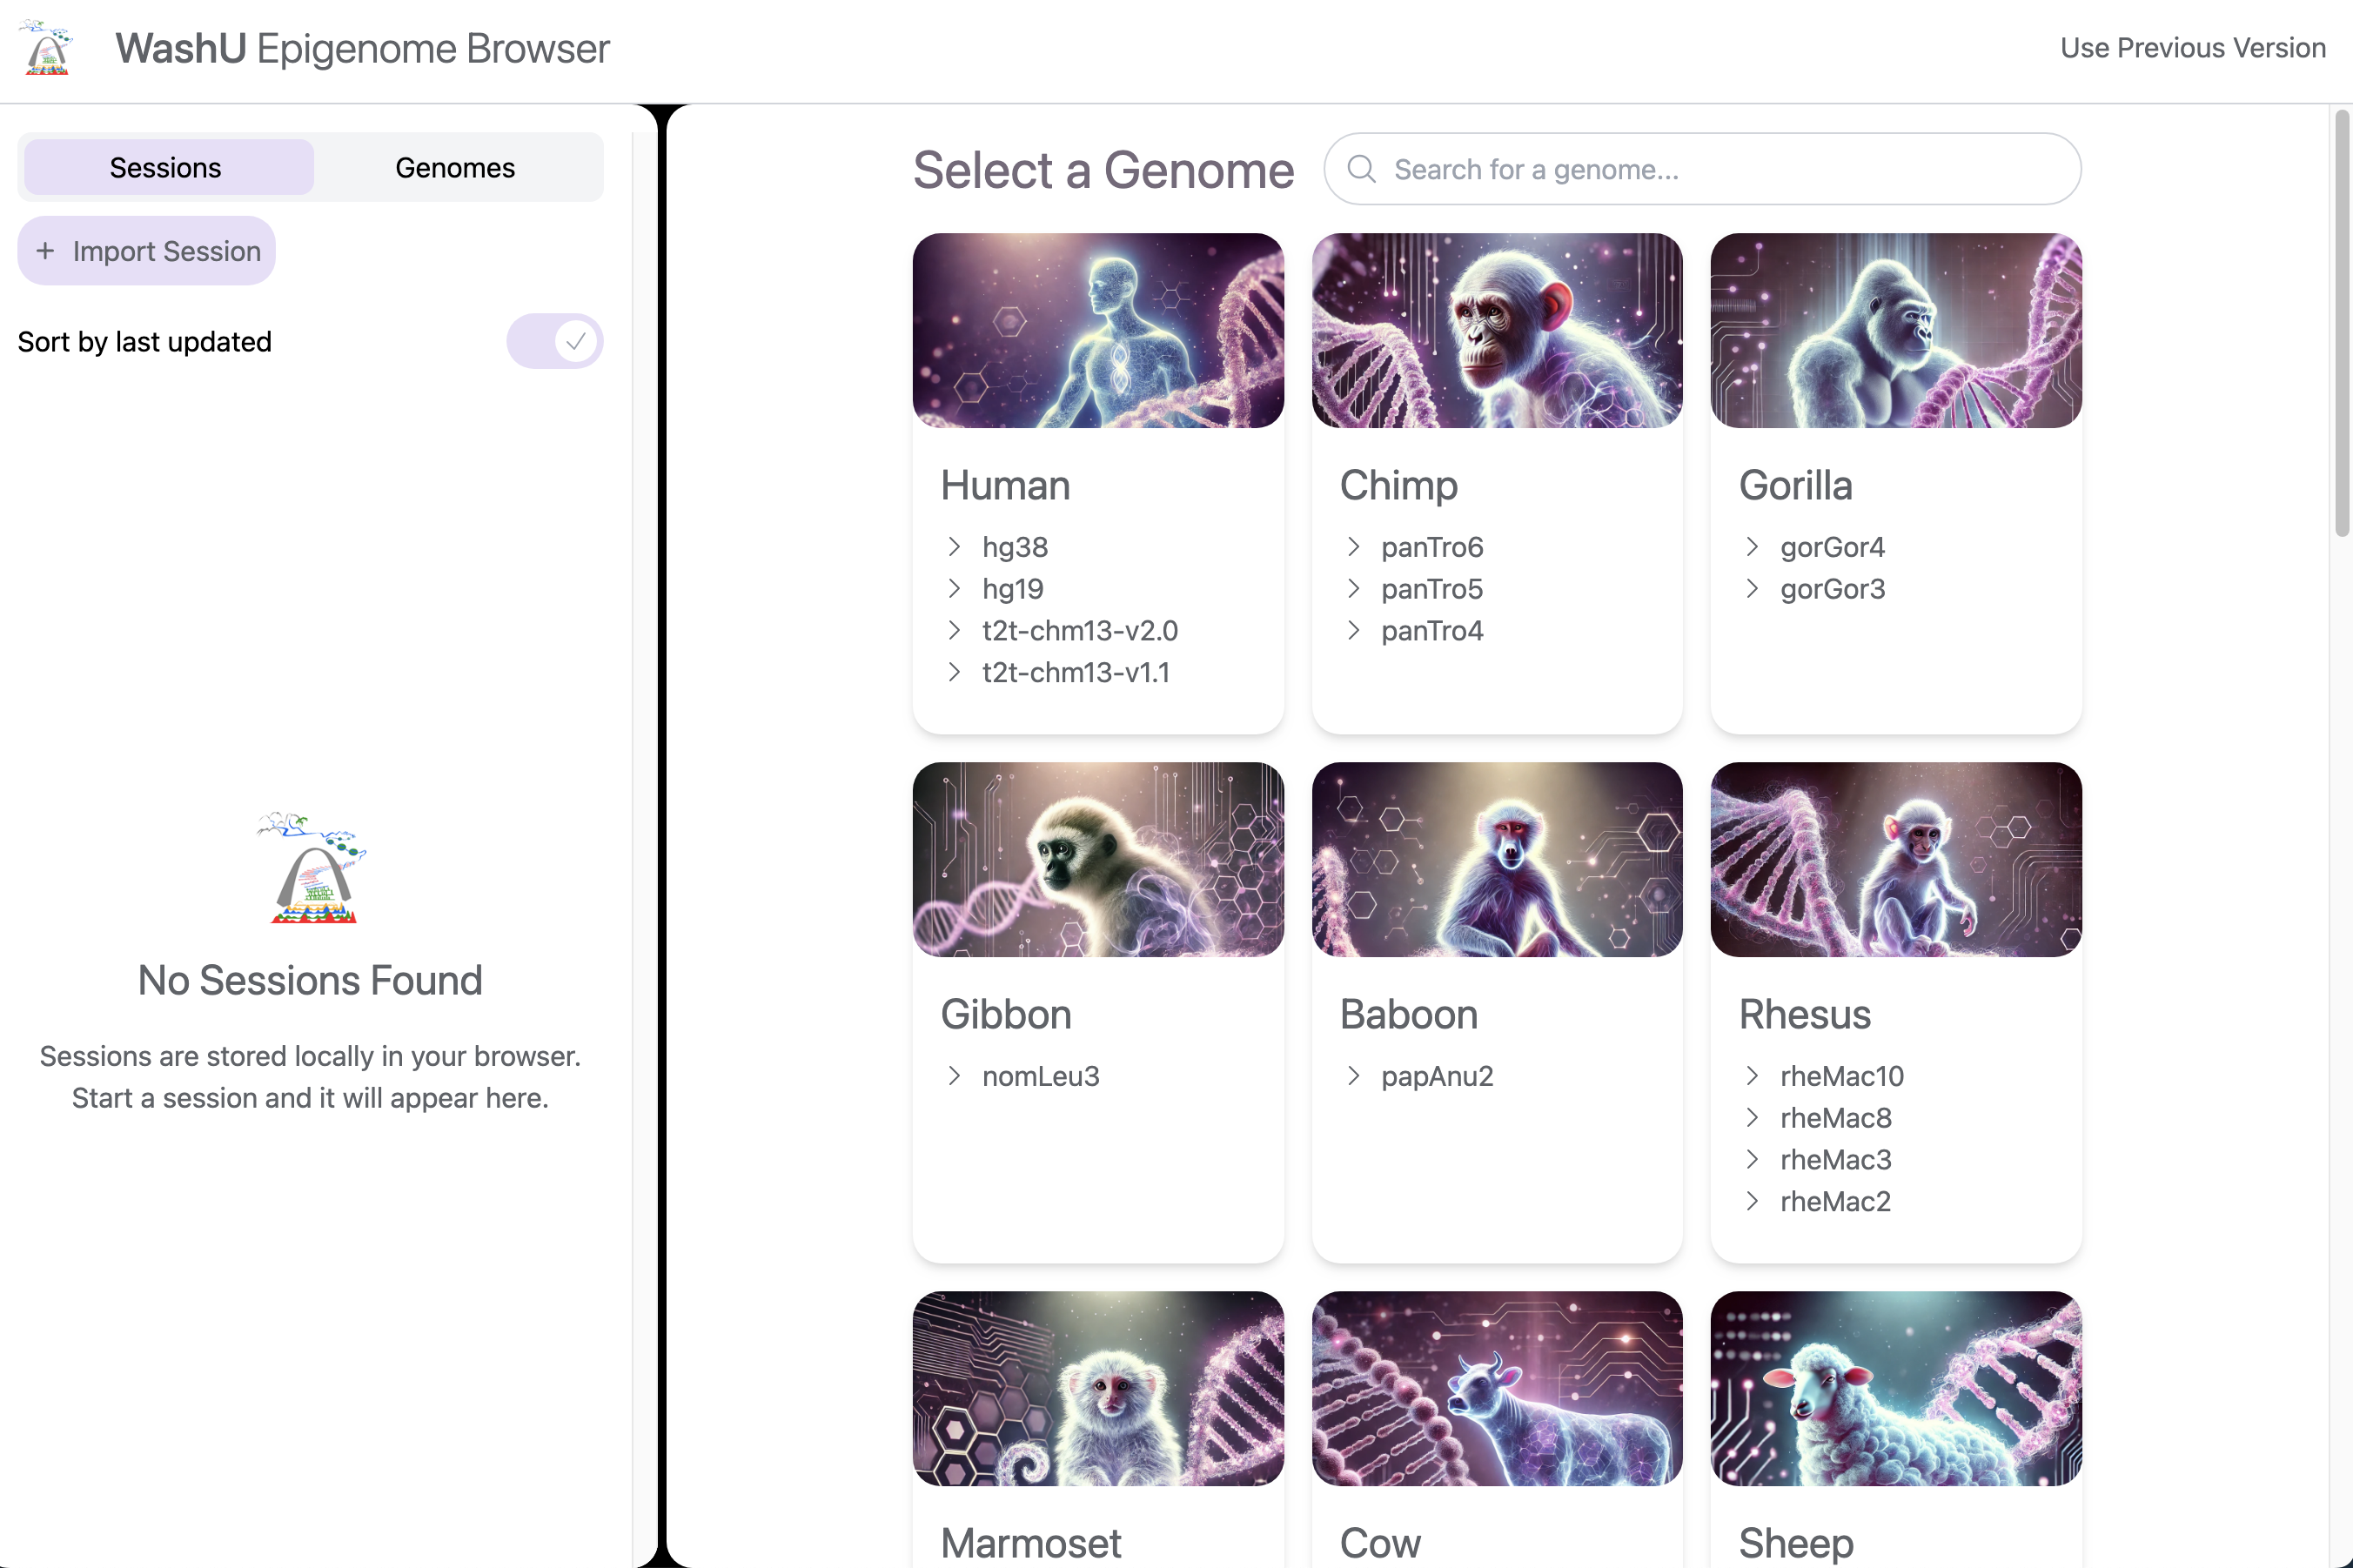 WashU Epigenome Browser
Use Previous Version
Sessions
Genomes
+ Import Session
Sort by last updated
No Sessions Found
Sessions are stored locally in your browser.
Start a session and it will appear here.
Select a Genome
Search for a genome...
Human
hg38
hg19
t2t-chm13-v2.0
t2t-chm13-v1.1
Chimp
panTro6
panTro5
panTro4
Gorilla
gorGor4
gorGor3
Gibbon
nomLeu3
Baboon
papAnu2
Rhesus
rheMac10
rheMac8
rheMac3
rheMac2
Marmoset
Cow
Sheep